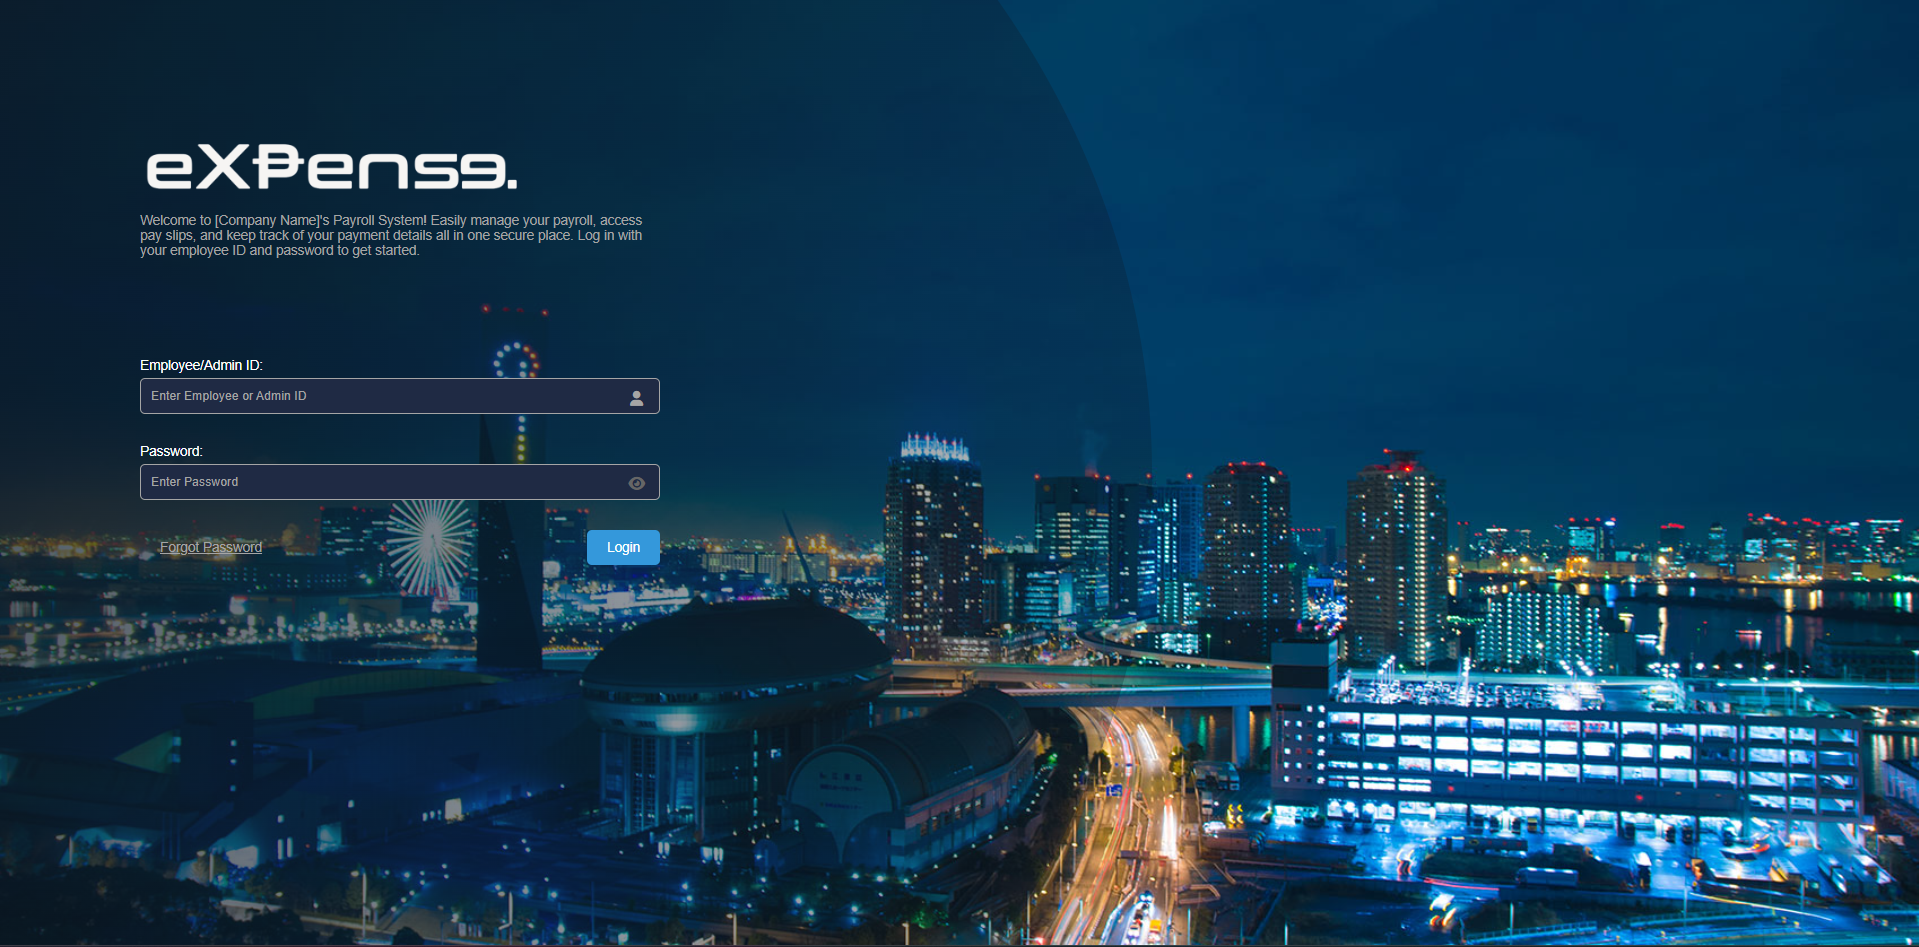 eX₱ense.
Welcome to [Company Name]'s Payroll System! Easily manage your payroll, access
pay slips, and keep track of your payment details all in one secure place. Log in with
your employee ID and password to get started.
Employee/Admin ID:
Enter Employee or Admin ID
Password:
Enter Password
Forgot Password
Login